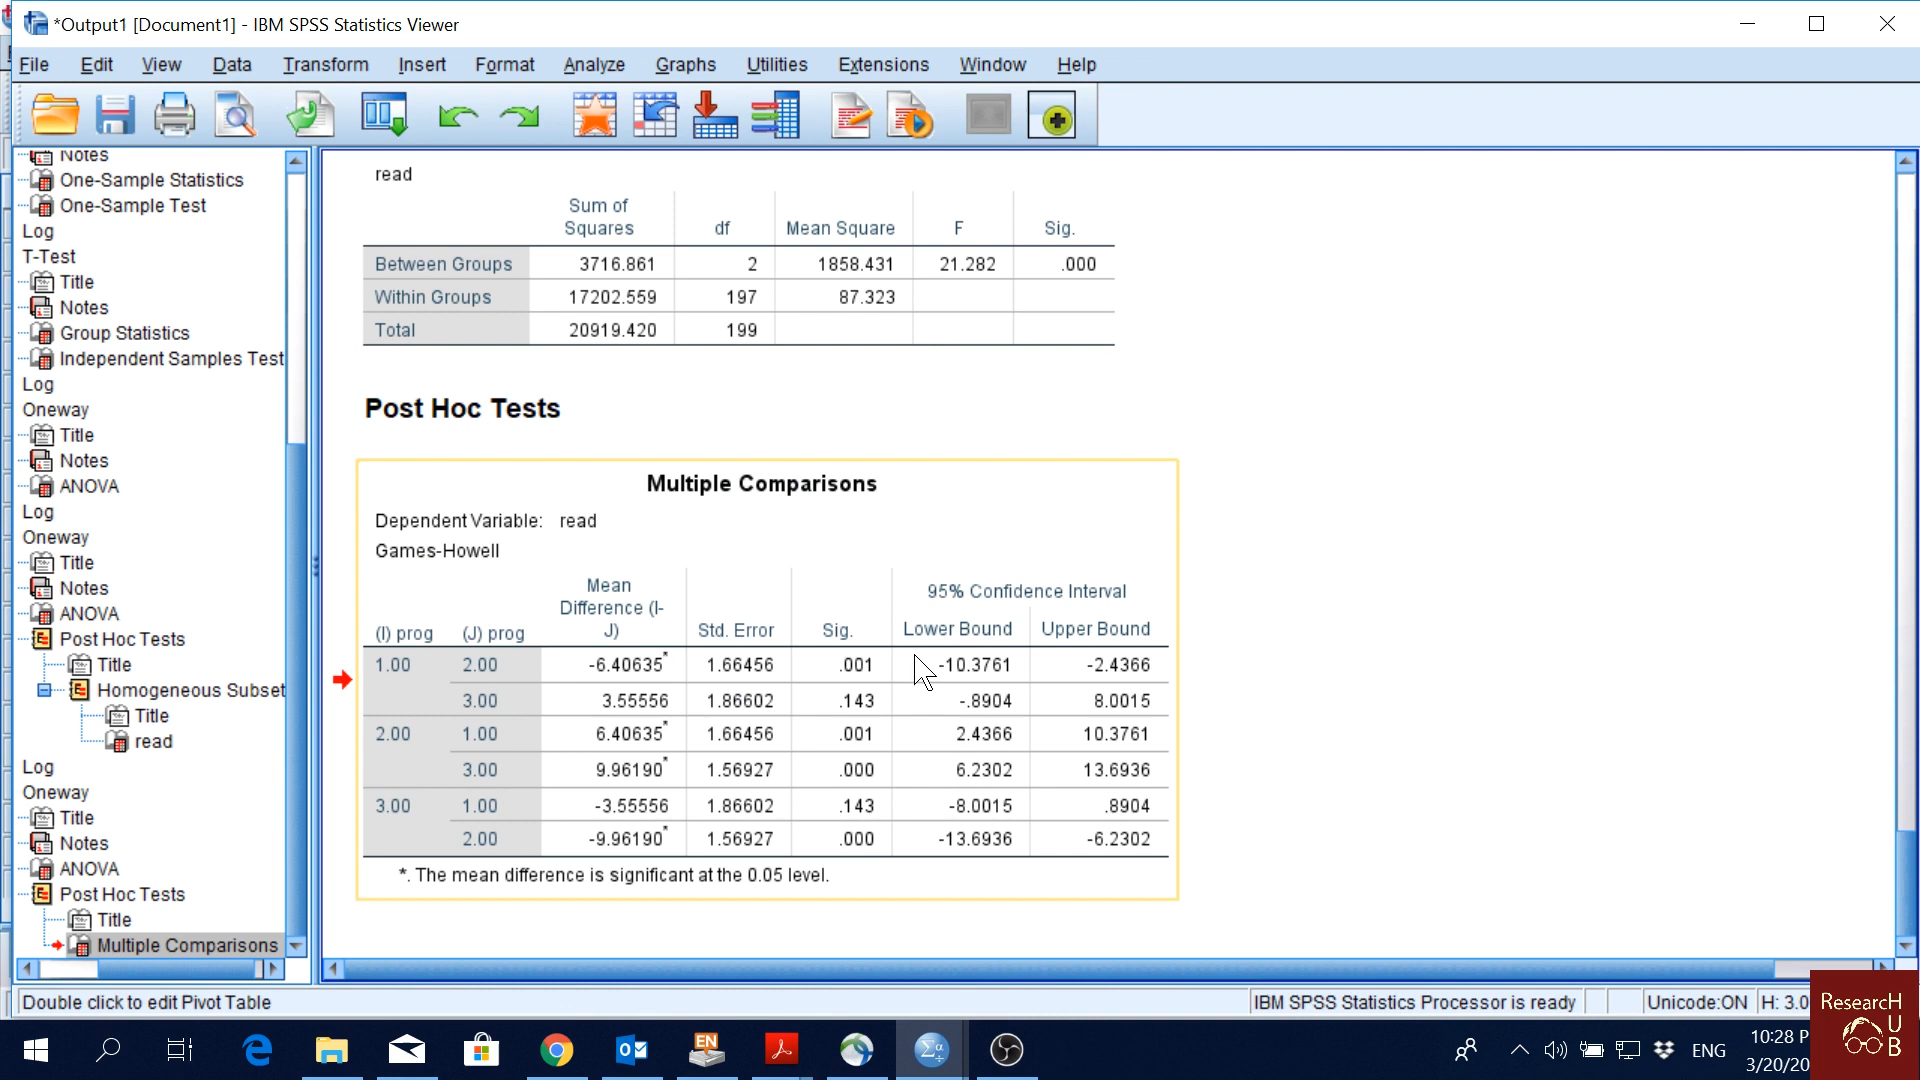 *Output1 [Document1] - IBM SPSS Statistics Viewer
File Edit View Data Transform Insert Format Analyze Graphs Utilities Extensions Window Help
Notes
One-Sample Statistics
One-Sample Test
Log
T-Test
Title
Notes
Group Statistics
Independent Samples Test
Log
Oneway
Title
Notes
ANOVA
Log
Oneway
Title
Notes
ANOVA
Post Hoc Tests
Title
Homogeneous Subset
Title
read
Log
Oneway
Title
Notes
ANOVA
Post Hoc Tests
Title
Multiple Comparisons
read
Sum of
Squares df Mean Square F Sig.
Between Groups 3716.861 2 1858.431 21.282 .000
Within Groups 17202.559 197 87.323
Total 20919.420 199
Post Hoc Tests
Multiple Comparisons
Dependent Variable: read
Games-Howell
Mean
Difference (I-
J)
(I) prog (J) prog Std. Error Sig. 95% Confidence Interval
Lower Bound Upper Bound
1.00 2.00 -6.40635* 1.66456 .001 -10.3761 -2.4366
3.00 3.55556 1.86602 .143 -.8904 8.0015
2.00 1.00 6.40635* 1.66456 .001 2.4366 10.3761
3.00 9.96190* 1.56927 .000 6.2302 13.6936
3.00 1.00 -3.55556 1.86602 .143 -8.0015 .8904
2.00 -9.96190* 1.56927 .000 -13.6936 -6.2302
*. The mean difference is significant at the 0.05 level.
Double click to edit Pivot Table
IBM SPSS Statistics Processor is ready
Unicode:ON H: 3.0
EN
ENG
10:28 P
3/20/20
ResearcH
U
B